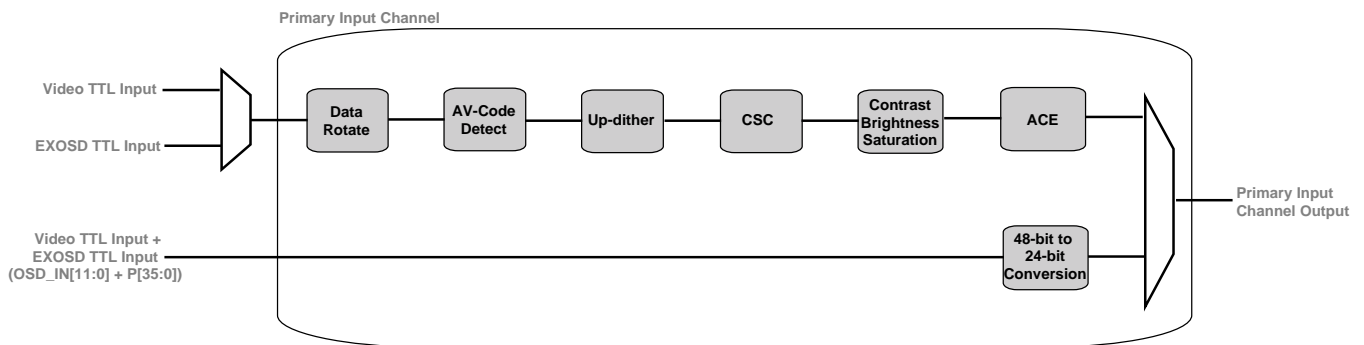 Primary Input Channel
Video TTL Input
EXOSD TTL Input
Data
Rotate
AV-Code
Detect
Up-dither
CSC
Contrast
Brightness
Saturation
ACE
Primary Input
Channel Output
Video TTL Input +
EXOSD TTL Input
(OSD_IN[11:0] + P[35:0])
48-bit to
24-bit
Conversion